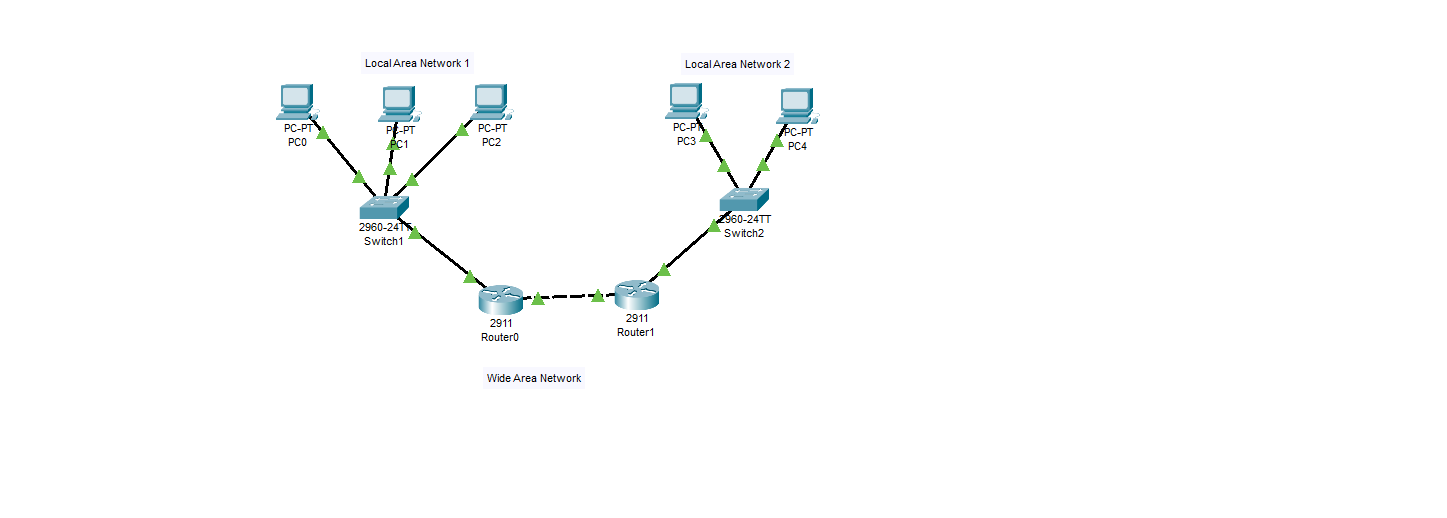 Local Area Network 1
Local Area Network 2
PC-PT
PC0
PC-PT
PC1
PC-PT
PC2
PC-PT
PC3
PC-PT
PC4
2960-24TT
Switch1
2960-24TT
Switch2
2911
Router0
2911
Router1
Wide Area Network